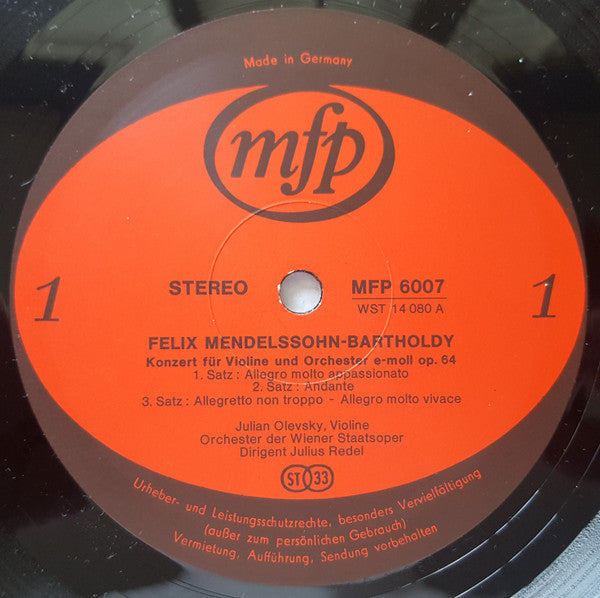 Made in Germany
mfp
1
1
STEREO
MFP 6007
WST 14 080 A
FELIX MENDELSSOHN-BARTHOLDY
Konzert für Violine und Orchester e-moll op. 64
1. Satz : Allegro molto appassionato
2. Satz : Andante
3. Satz : Allegretto non troppo - Allegro molto vivace
Julian Olevsky, Violine
Orchester der Wiener Staatsoper
Dirigent Julius Redel
ST 33
Urheber- und Leistungsschutzrechte, besonders Vervielfältigung
(außer zum persönlichen Gebrauch)
Vermietung, Aufführung, Sendung vorbehalten